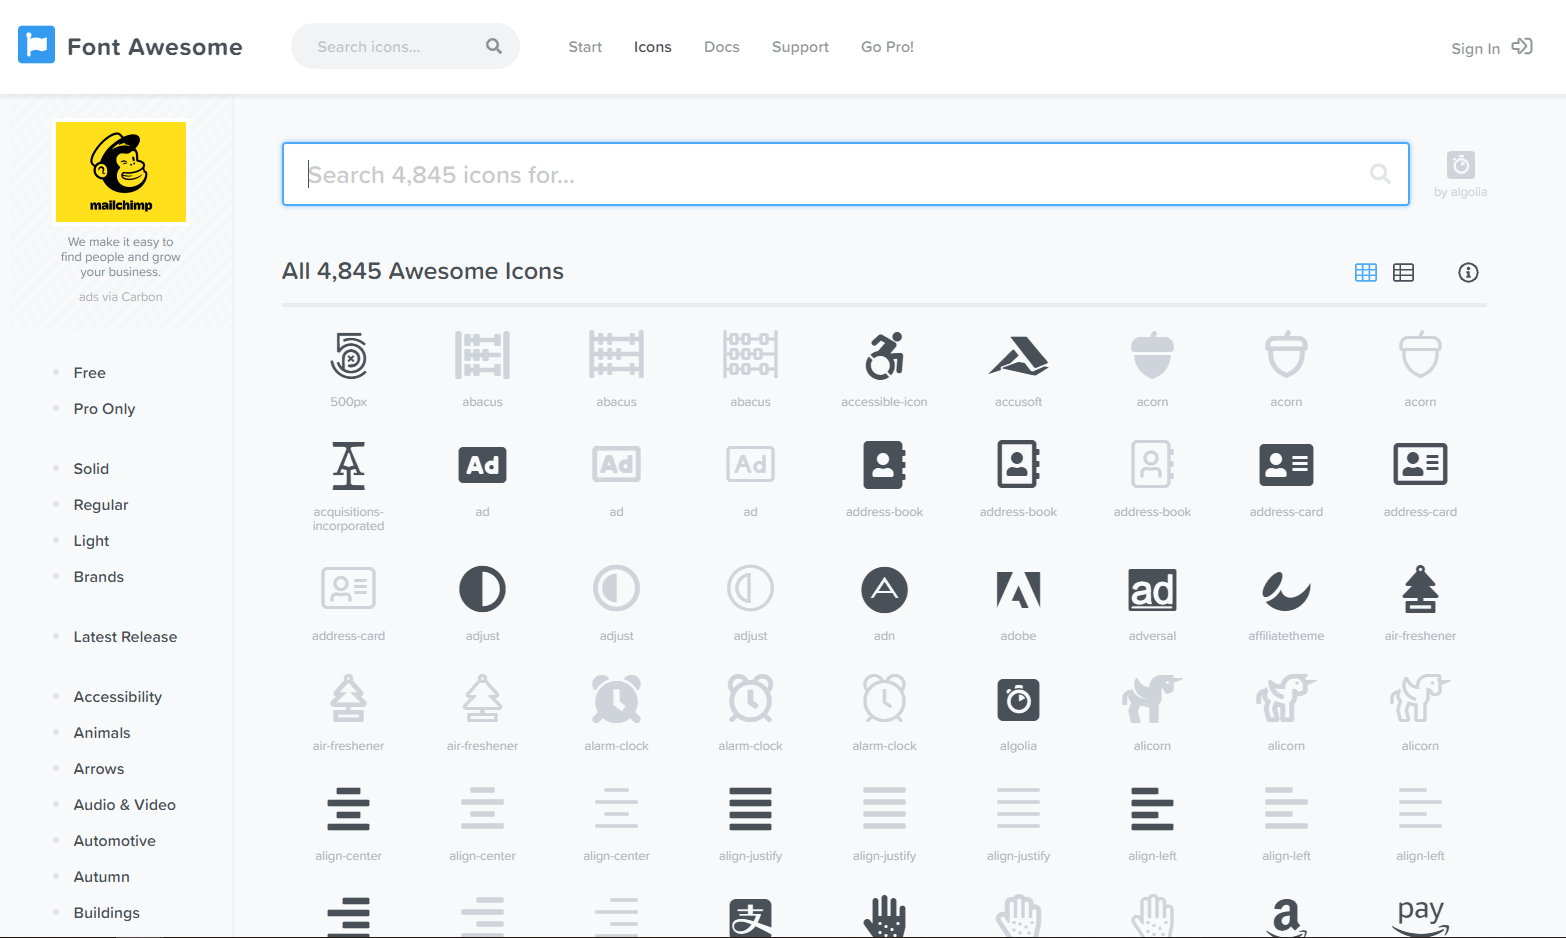 Font Awesome
Search icons...
Start
Icons
Docs
Support
Go Pro!
Sign In
mailchimp
We make it easy to
find people and grow
your business.
ads via Carbon
Free
Pro Only
Solid
Regular
Light
Brands
Latest Release
Accessibility
Animals
Arrows
Audio & Video
Automotive
Autumn
Buildings
Search 4,845 icons for...
by algolia
All 4,845 Awesome Icons
500px
abacus
abacus
abacus
accessible-icon
accusoft
acorn
acorn
acorn
Ad
Ad
Ad
acquisitions-
incorporated
ad
ad
ad
address-book
address-book
address-book
address-card
address-card
ad
address-card
adjust
adjust
adjust
adn
adobe
adversal
affiliatetheme
air-freshener
air-freshener
air-freshener
alarm-clock
alarm-clock
alarm-clock
algolia
alicorn
alicorn
alicorn
align-center
align-center
align-center
align-justify
align-justify
align-justify
align-left
align-left
align-left
支
a
pay